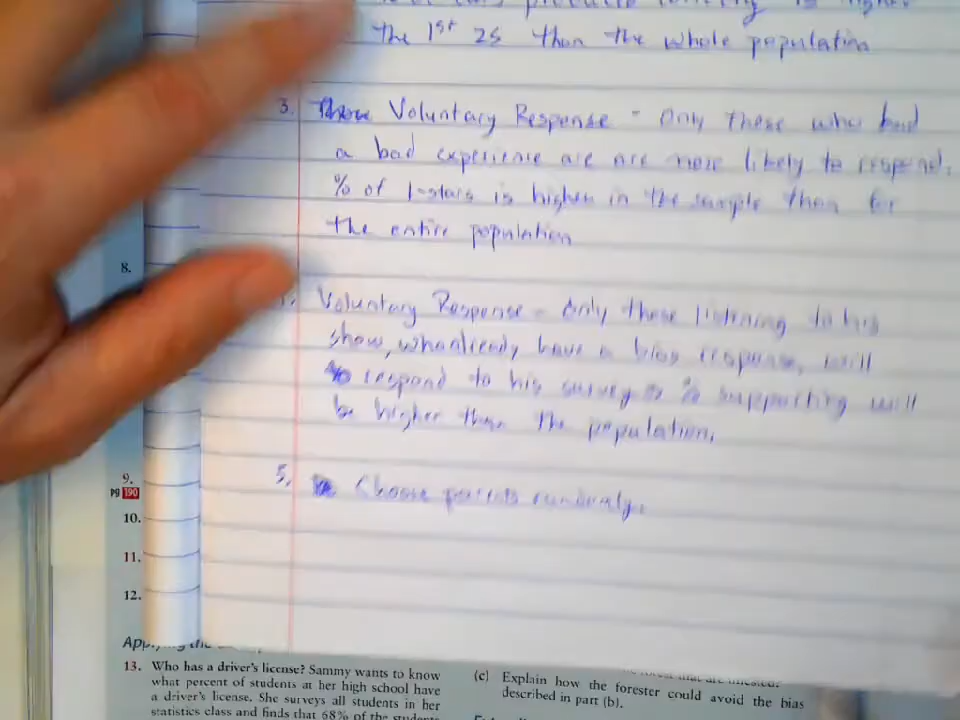 the 1st 25 than the whole population
3. Voluntary Response - Only those who had
a bad experience are are more likely to respond.
% of 1-stars is higher in the sample than for
the entire population
8.
Voluntary Response - Only those listening to his
show, who already have a bias response, will
respond to his survey % supporting will
be higher than the population.
9.
pg 190
5. Choose parents randomly.
10.
11.
12.
13. Who has a driver's license? Sammy wants to know
what percent of students at her high school have
a driver's license. She surveys all students in her
statistics class and finds that 68% of the students
(c) Explain how the forester could avoid the bias
described in part (b).